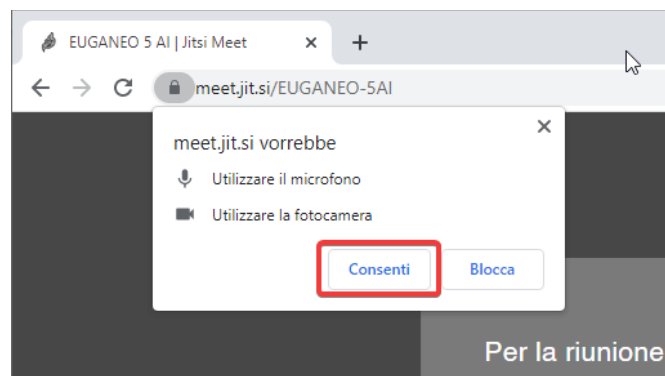 EUGANEO 5 AI | Jitsi Meet
meet.jit.si/EUGANEO-5AI
meet.jit.si vorrebbe
Utilizzare il microfono
Utilizzare la fotocamera
Consenti Blocca
Per la riunione